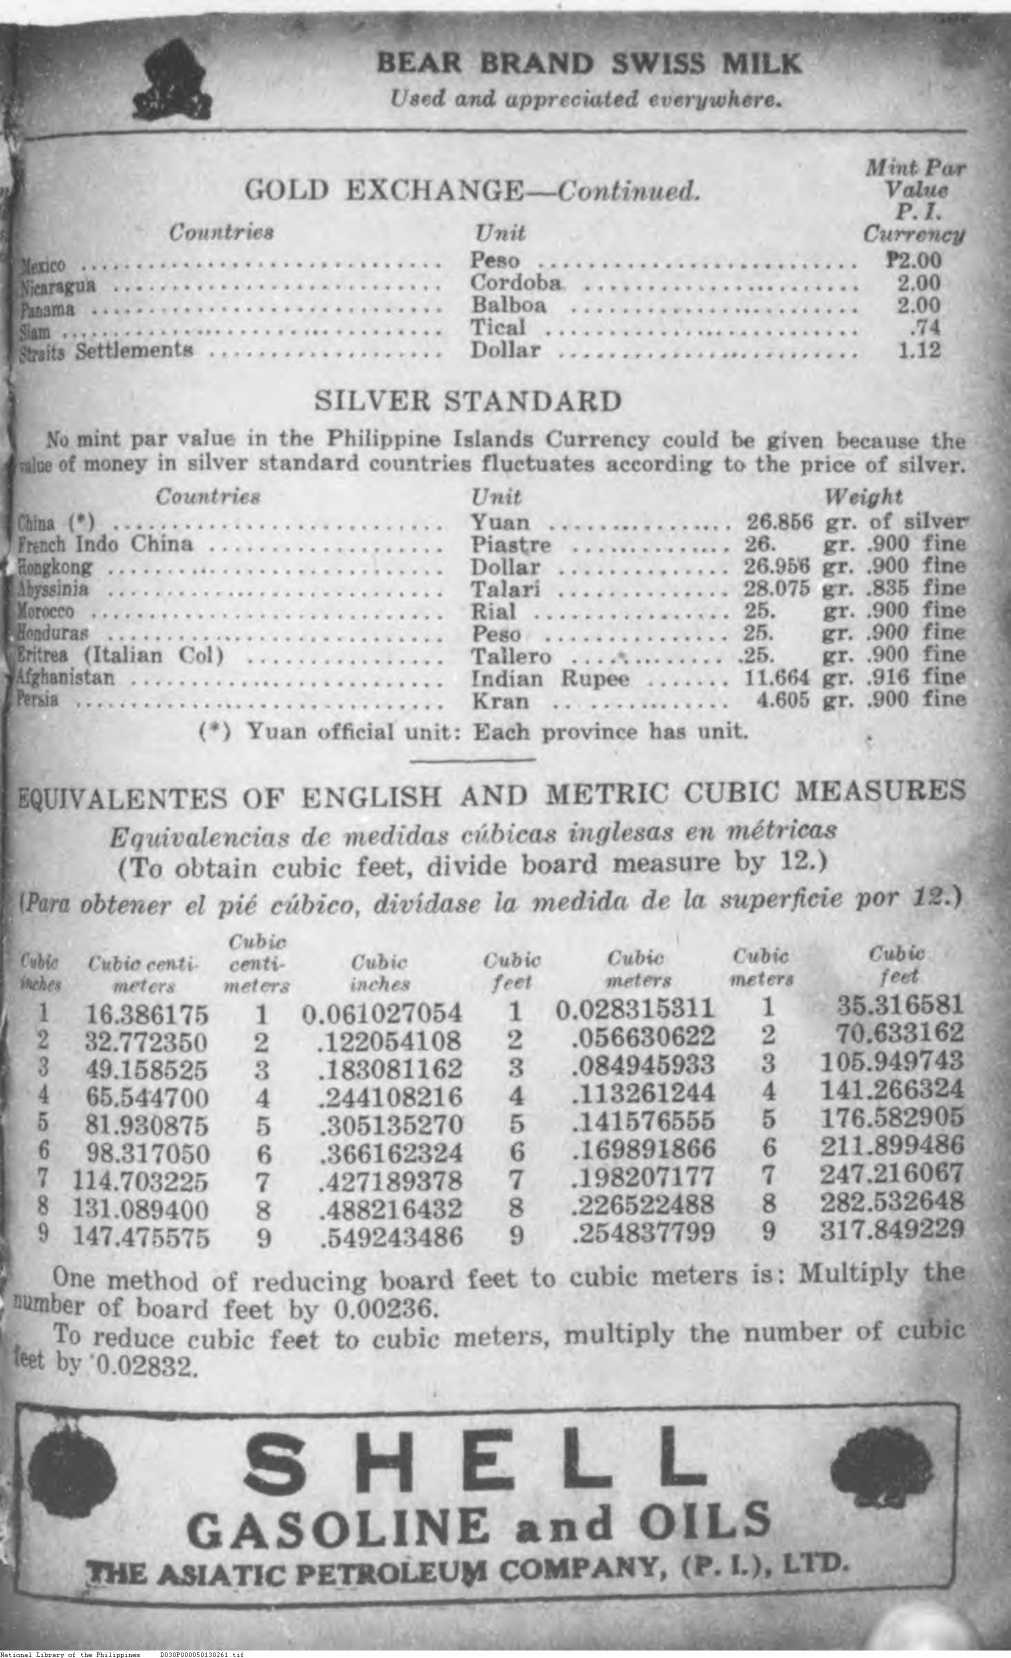 BEAR BRAND SWISS MILK
Used and appreciated everywhere.
GOLD EXCHANGE—Continued.
Mint Par
Value
P. I.
Currency
Countries Unit
Mexico ................................. Peso ............................. ₱2.00
Nicaragua .............................. Cordoba ......................... 2.00
Panama ................................ Balboa .......................... 2.00
Siam ................................... Tical ............................ .74
Straits Settlements ..................... Dollar ........................... 1.12
SILVER STANDARD
No mint par value in the Philippine Islands Currency could be given because the
value of money in silver standard countries fluctuates according to the price of silver.
Countries Unit Weight
China (*) .............................. Yuan ................. 26.856 gr. of silver
French Indo China ..................... Piastre ............... 26. gr. .900 fine
Hongkong .............................. Dollar ................ 26.956 gr. .900 fine
Abyssinia .............................. Talari ................ 28.075 gr. .835 fine
Morocco ................................ Rial .................. 25. gr. .900 fine
Honduras .............................. Peso ................. 25. gr. .900 fine
Eritrea (Italian Col) .................. Tallero .............. .25. gr. .900 fine
Afghanistan ............................ Indian Rupee ....... 11.664 gr. .916 fine
Persia ................................. Kran ................ 4.605 gr. .900 fine
(*) Yuan official unit: Each province has unit.
EQUIVALENTES OF ENGLISH AND METRIC CUBIC MEASURES
Equivalencias de medidas cúbicas inglesas en métricas
(To obtain cubic feet, divide board measure by 12.)
(Para obtener el pié cúbico, divídase la medida de la superficie por 12.)
Cubic inches Cubic centi-meters Cubic centi-meters Cubic inches Cubic feet Cubic meters Cubic meters Cubic feet
1 16.386175 1 0.061027054 1 0.028315311 1 35.316581
2 32.772350 2 .122054108 2 .056630622 2 70.633162
3 49.158525 3 .183081162 3 .084945933 3 105.949743
4 65.544700 4 .244108216 4 .113261244 4 141.266324
5 81.930875 5 .305135270 5 .141576555 5 176.582905
6 98.317050 6 .366162324 6 .169891866 6 211.899486
7 114.703225 7 .427189378 7 .198207177 7 247.216067
8 131.089400 8 .488216432 8 .226522488 8 282.532648
9 147.475575 9 .549243486 9 .254837799 9 317.849229
One method of reducing board feet to cubic meters is: Multiply the
number of board feet by 0.00236.
To reduce cubic feet to cubic meters, multiply the number of cubic
feet by 0.02832.
SHELL
GASOLINE and OILS
THE ASIATIC PETROLEUM COMPANY, (P. I.), LTD.
National Library of the Philippines D030P000050130261.tif